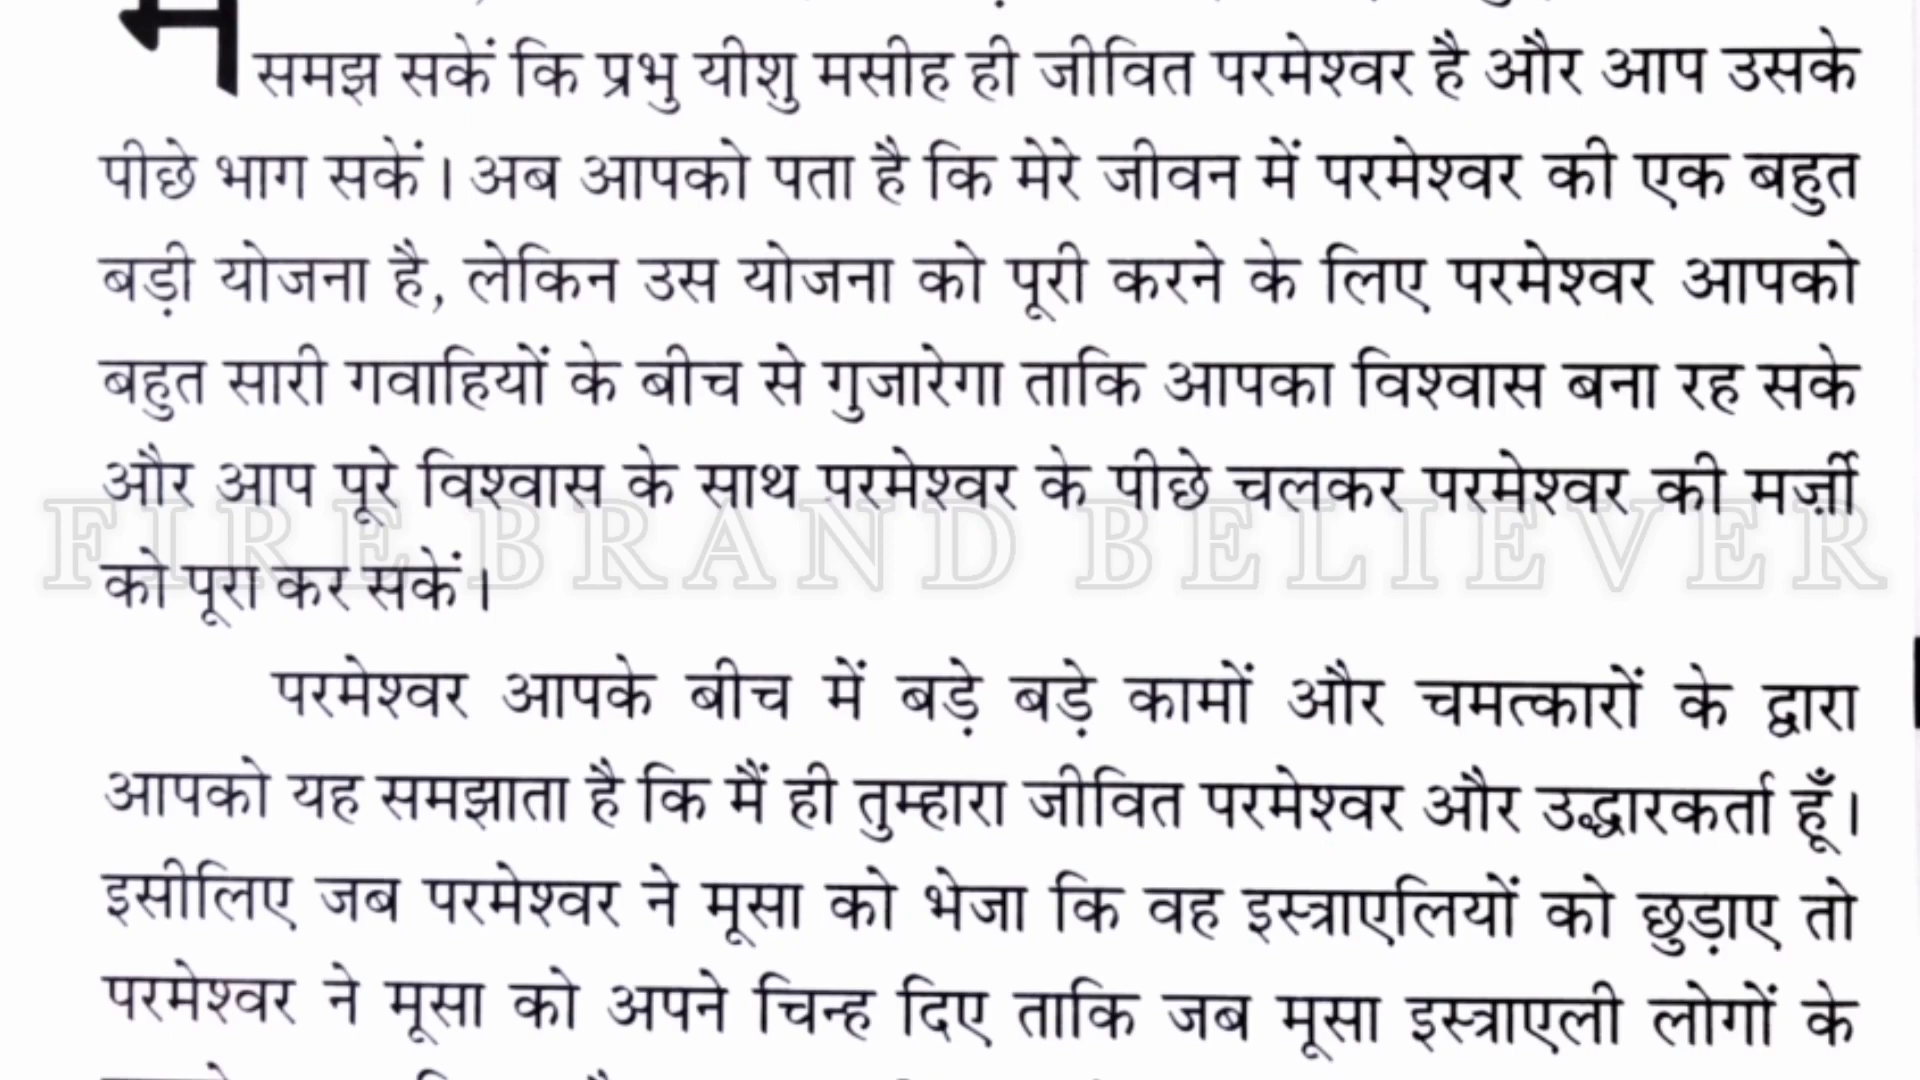 समझ सकें कि प्रभु यीशु मसीह ही जीवित परमेश्वर है और आप उसके
पीछे भाग सकें। अब आपको पता है कि मेरे जीवन में परमेश्वर की एक बहुत
बड़ी योजना है, लेकिन उस योजना को पूरी करने के लिए परमेश्वर आपको
बहुत सारी गवाहियों के बीच से गुजारेगा ताकि आपका विश्वास बना रह सके
और आप पूरे विश्वास के साथ परमेश्वर के पीछे चलकर परमेश्वर की मर्ज़ी
FIRE BRAND BELIEVER
को पूरा कर सकें।
परमेश्वर आपके बीच में बड़े बड़े कामों और चमत्कारों के द्वारा
आपको यह समझाता है कि मैं ही तुम्हारा जीवित परमेश्वर और उद्धारकर्ता हूँ।
इसीलिए जब परमेश्वर ने मूसा को भेजा कि वह इस्त्राएलियों को छुड़ाए तो
परमेश्वर ने मूसा को अपने चिन्ह दिए ताकि जब मूसा इस्त्राएली लोगों के